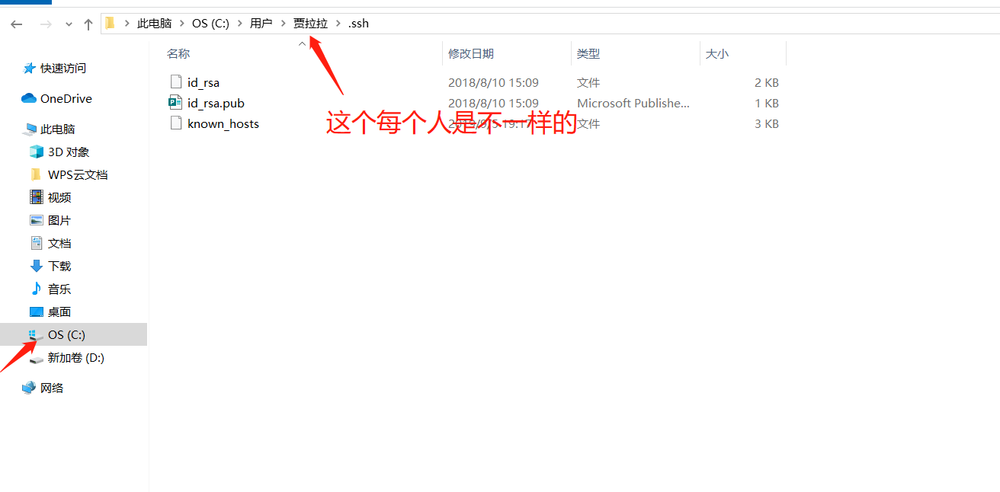 此电脑 OS (C:) 用户 贾拉拉 .ssh
名称 修改日期 类型 大小
id_rsa 2018/8/10 15:09 文件 2 KB
id_rsa.pub 2018/8/10 15:09 Microsoft Publishe... 1 KB
known_hosts 文件 3 KB
这个每个人是不一样的
快速访问
OneDrive
此电脑
3D 对象
WPS云文档
视频
图片
文档
下载
音乐
桌面
OS (C:)
新加卷 (D:)
网络